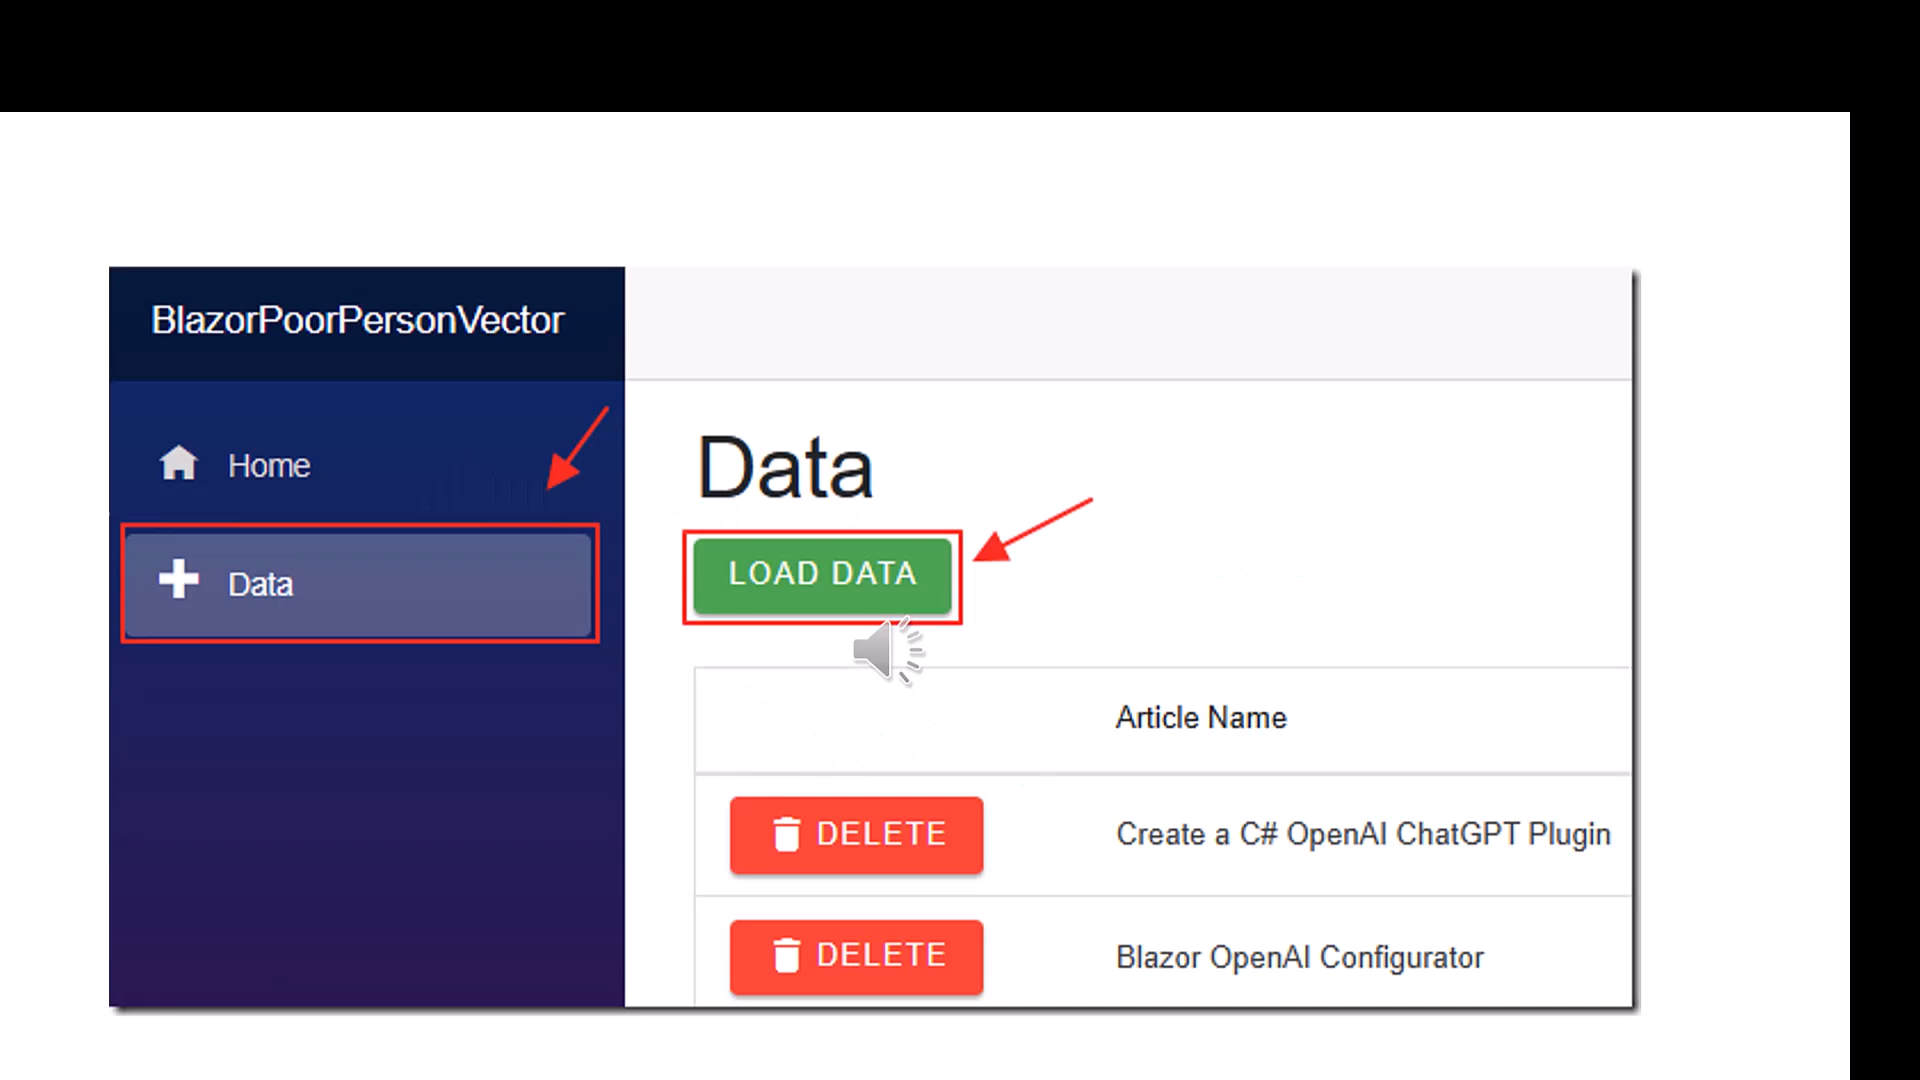 BlazorPoorPersonVector
Home
Data
Data
LOAD DATA
Article Name
DELETE Create a C# OpenAI ChatGPT Plugin
DELETE Blazor OpenAI Configurator